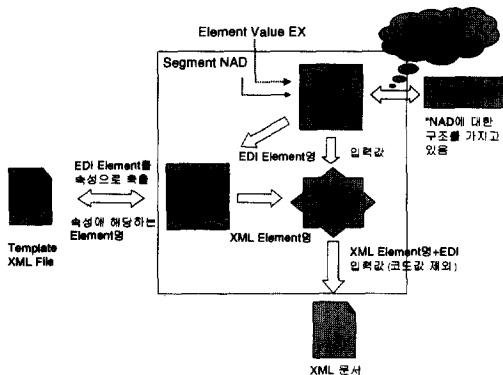 Element Value EX
Segment NAD
"NAD에 대한
구조를 가지고
있음
EDI Element명
입력값
EDI Element를
속성으로 축출
속성애 해당하는
Element명
Template
XML File
XML Element명
XML Element명+EDI
입력값 (코드값 제외)
XML 문서